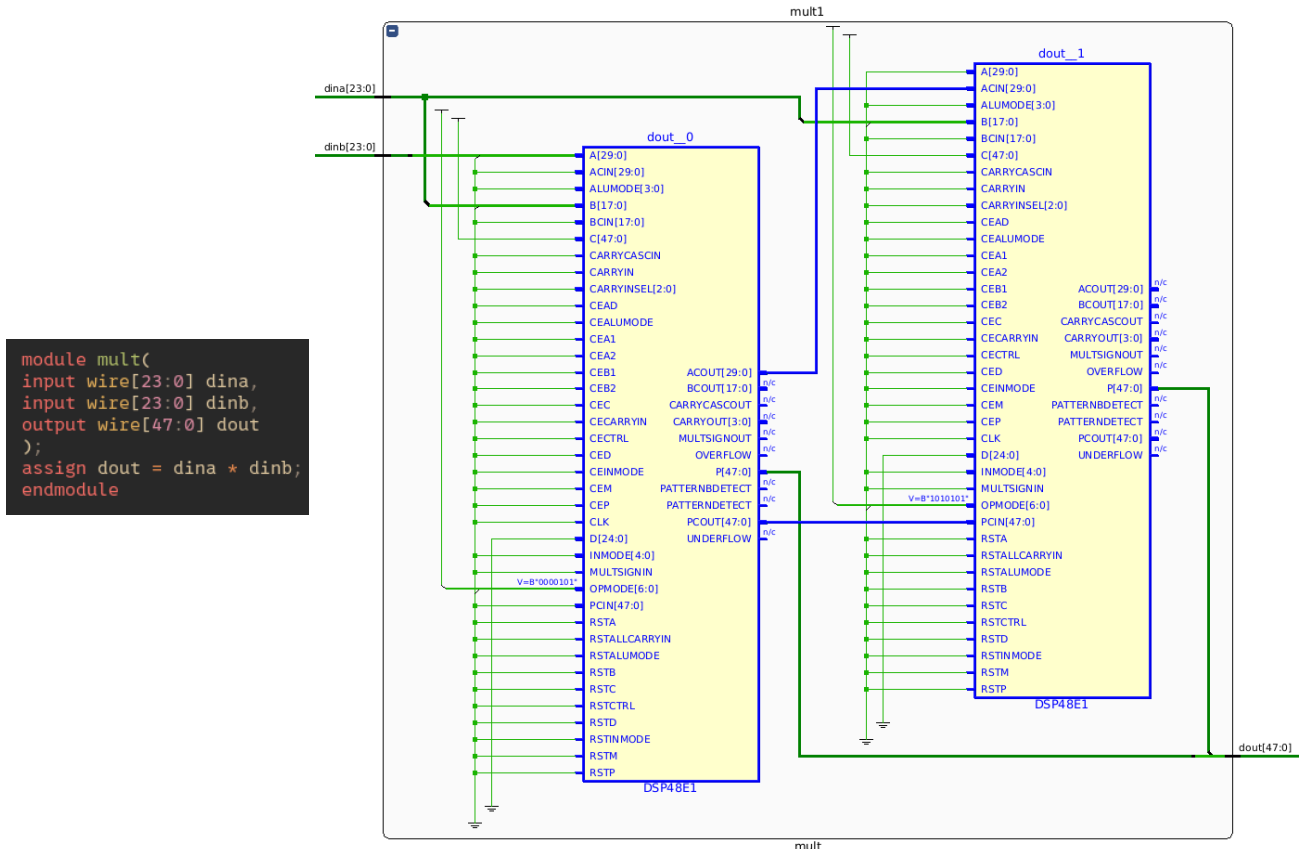 module mult(
input wire[23:0] dina,
input wire[23:0] dinb,
output wire[47:0] dout
);
assign dout = dina * dinb;
endmodule
mult1
dina[23:0]
dinb[23:0]
dout__0
A[29:0]
ACIN[29:0]
ALUMODE[3:0]
B[17:0]
BCIN[17:0]
C[47:0]
CARRYCASCIN
CARRYIN
CARRYINSEL[2:0]
CEAD
CEALUMODE
CEA1
CEA2
CEB1
CEB2
CEC
CECARRYIN
CECTRL
CED
CEINMODE
CEM
CEP
CLK
D[24:0]
INMODE[4:0]
MULTSIGNIN
V=B"0000101"
OPMODE[6:0]
PCIN[47:0]
RSTA
RSTALLCARRYIN
RSTALUMODE
RSTB
RSTC
RSTCTRL
RSTD
RSTINMODE
RSTM
RSTP
ACOUT[29:0]
BCOUT[17:0]
n/c
CARRYCASCOUT
n/c
CARRYOUT[3:0]
n/c
MULTSIGNOUT
n/c
OVERFLOW
n/c
P[47:0]
PATTERNBDETECT
n/c
PATTERNDETECT
n/c
PCOUT[47:0]
UNDERFLOW
n/c
DSP48E1
dout__1
A[29:0]
ACIN[29:0]
ALUMODE[3:0]
B[17:0]
BCIN[17:0]
C[47:0]
CARRYCASCIN
CARRYIN
CARRYINSEL[2:0]
CEAD
CEALUMODE
CEA1
CEA2
CEB1
CEB2
CEC
CECARRYIN
CECTRL
CED
CEINMODE
CEM
CEP
CLK
D[24:0]
INMODE[4:0]
MULTSIGNIN
V=B"1010101"
OPMODE[6:0]
PCIN[47:0]
RSTA
RSTALLCARRYIN
RSTALUMODE
RSTB
RSTC
RSTCTRL
RSTD
RSTINMODE
RSTM
RSTP
ACOUT[29:0]
n/c
BCOUT[17:0]
n/c
CARRYCASCOUT
n/c
CARRYOUT[3:0]
n/c
MULTSIGNOUT
n/c
OVERFLOW
n/c
P[47:0]
PATTERNBDETECT
n/c
PATTERNDETECT
n/c
PCOUT[47:0]
n/c
UNDERFLOW
n/c
DSP48E1
dout[47:0]
mult